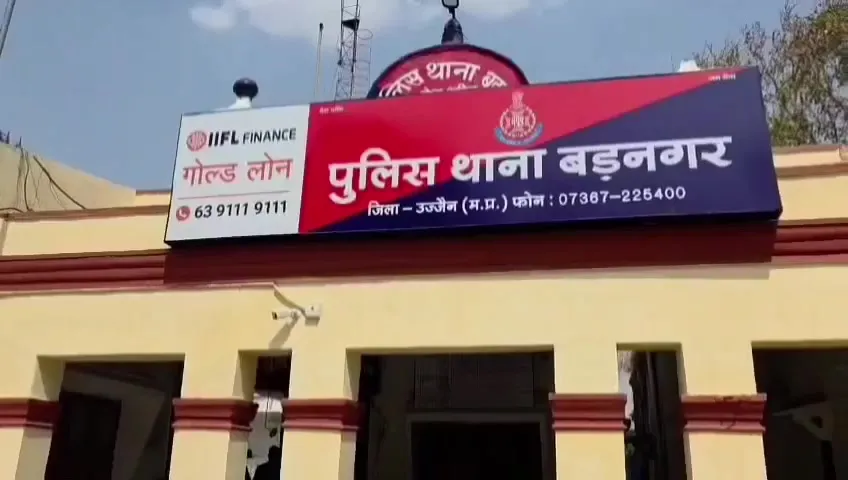 पुलिस थाना
IIFL FINANCE
गोल्ड लोन
63 9111 9111
पुलिस थाना बड़नगर
जिला – उज्जैन (म.प्र.) फोन : 07367–225400